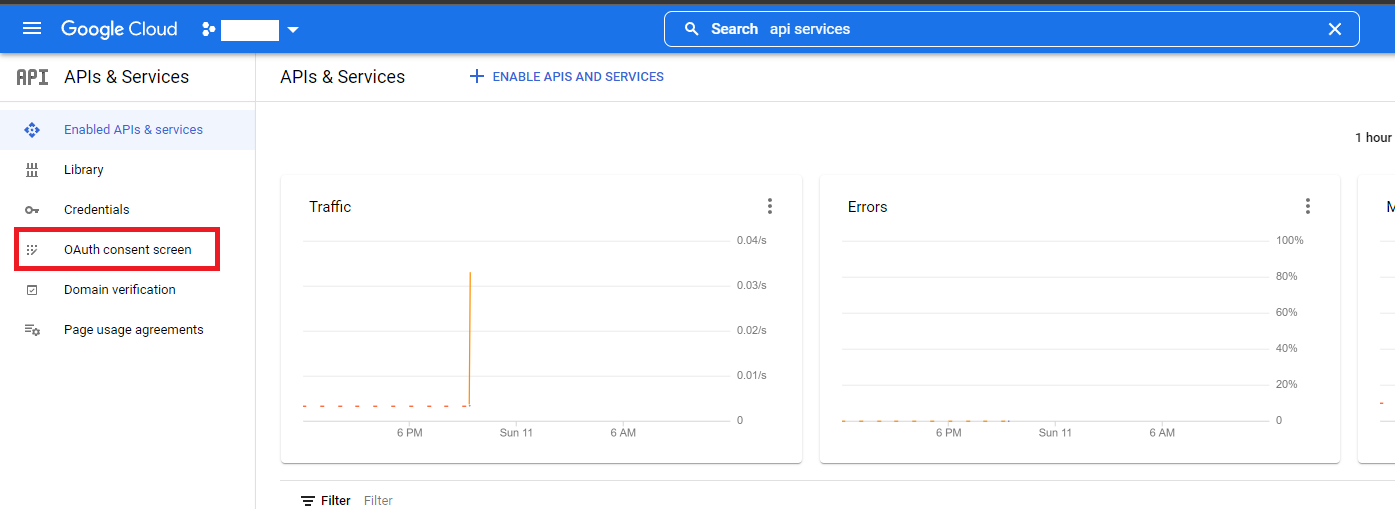 Google Cloud
Search api services
API APIs & Services
APIs & Services
ENABLE APIS AND SERVICES
Enabled APIs & services
Library
Credentials
OAuth consent screen
Domain verification
Page usage agreements
1 hour
Traffic
0.04/s
0.03/s
0.02/s
0.01/s
0
6 PM Sun 11 6 AM
Errors
100%
80%
60%
40%
20%
0
6 PM Sun 11 6 AM
M
Filter Filter